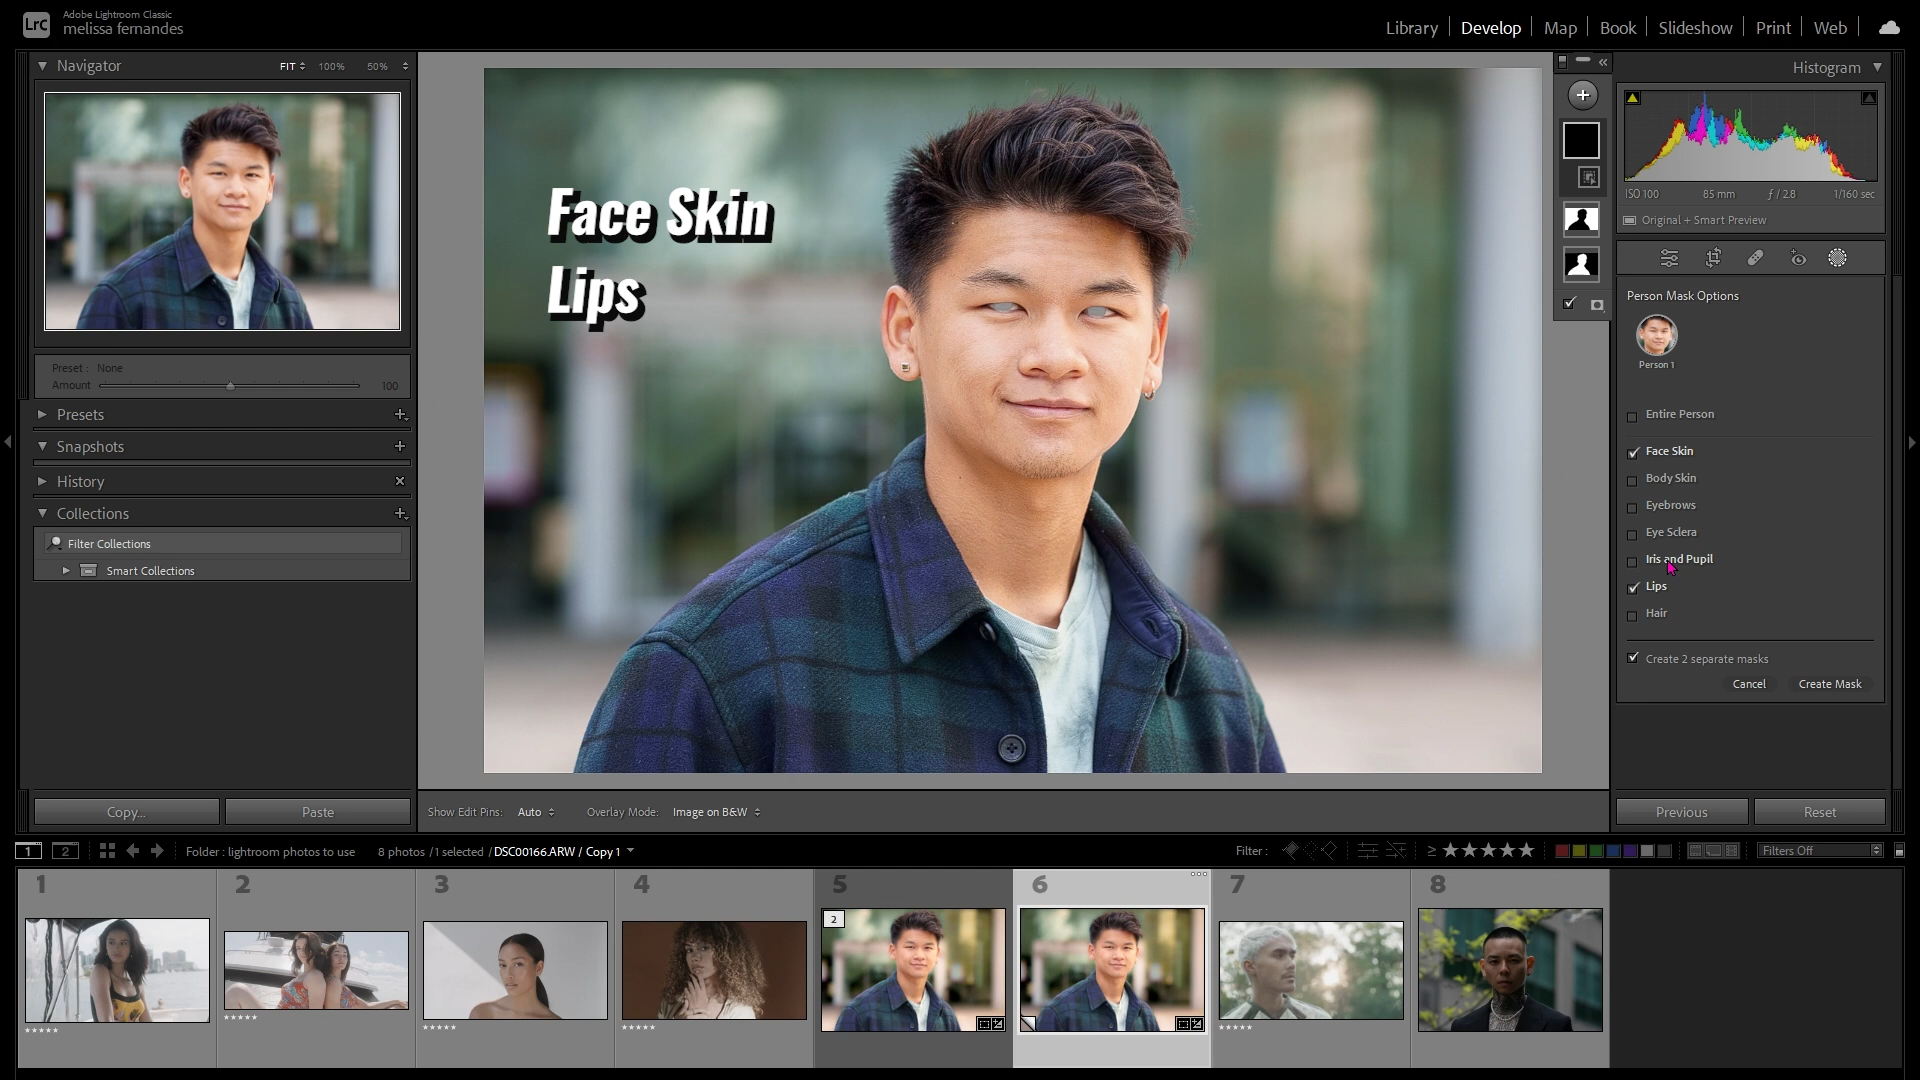 LrC
Adobe Lightroom Classic
melissa fernandes
Library
Develop
Map
Book
Slideshow
Print
Web
Navigator
FIT
100%
50%
Preset : None
Amount
100
Presets
Snapshots
History
Collections
Filter Collections
Smart Collections
Copy...
Paste
Face Skin
Lips
Show Edit Pins: Auto
Overlay Mode: Image on B&W
Histogram
ISO 100
85 mm
ƒ / 2.8
1/160 sec
Original + Smart Preview
Person Mask Options
Person 1
Entire Person
Face Skin
Body Skin
Eyebrows
Eye Sclera
Iris and Pupil
Lips
Hair
Create 2 separate masks
Cancel
Create Mask
Previous
Reset
1
2
Folder : lightroom photos to use
8 photos / 1 selected / DSC00166.ARW / Copy 1
Filter :
≥ ★★★★★
Filters Off
1
2
3
4
5
6
7
8
2
★★★★★
★★★★★
★★★★★
★★★★★
★★★★★